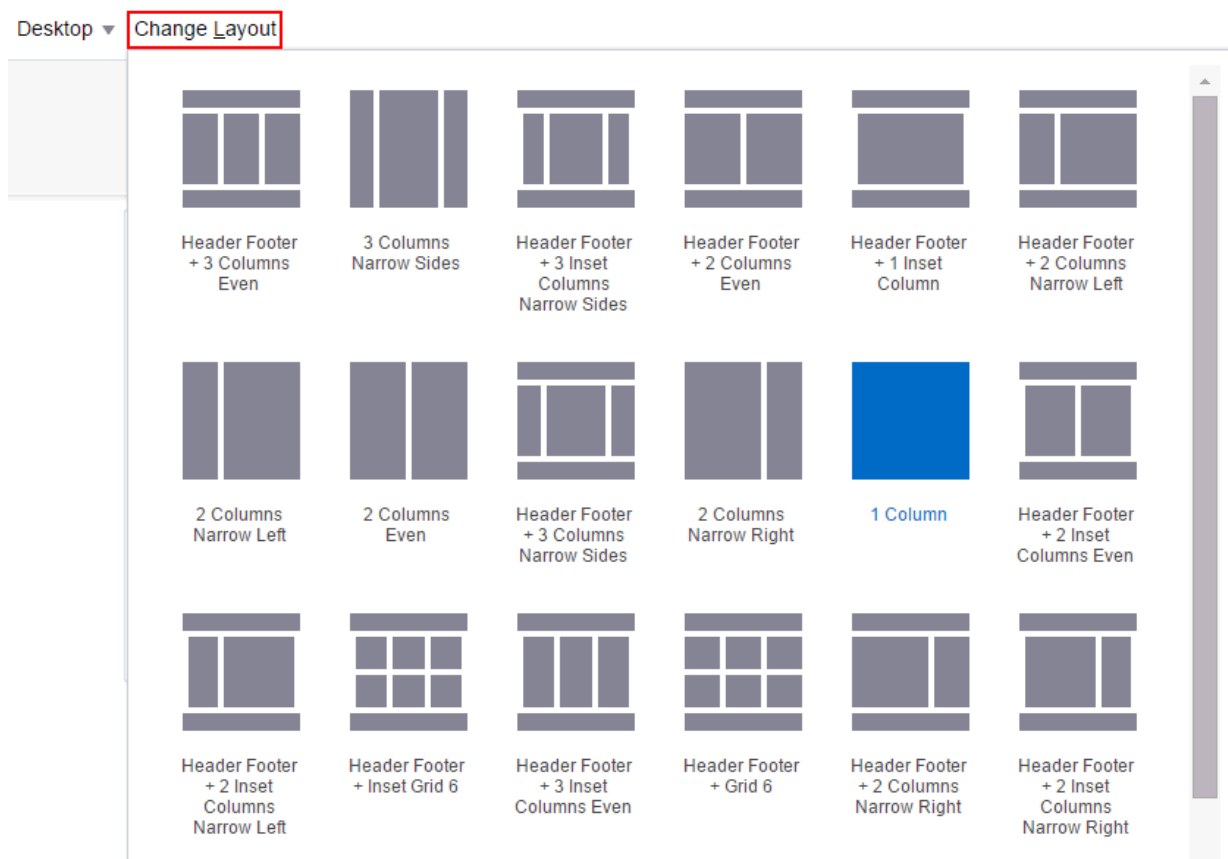 Desktop Change Layout
Header Footer
+ 3 Columns
Even
3 Columns
Narrow Sides
Header Footer
+ 3 Inset
Columns
Narrow Sides
Header Footer
+ 2 Columns
Even
Header Footer
+ 1 Inset
Column
Header Footer
+ 2 Columns
Narrow Left
2 Columns
Narrow Left
2 Columns
Even
Header Footer
+ 3 Columns
Narrow Sides
2 Columns
Narrow Right
1 Column
Header Footer
+ 2 Inset
Columns Even
Header Footer
+ 2 Inset
Columns
Narrow Left
Header Footer
+ Inset Grid 6
Header Footer
+ 3 Inset
Columns Even
Header Footer
+ Grid 6
Header Footer
+ 2 Columns
Narrow Right
Header Footer
+ 2 Inset
Columns
Narrow Right